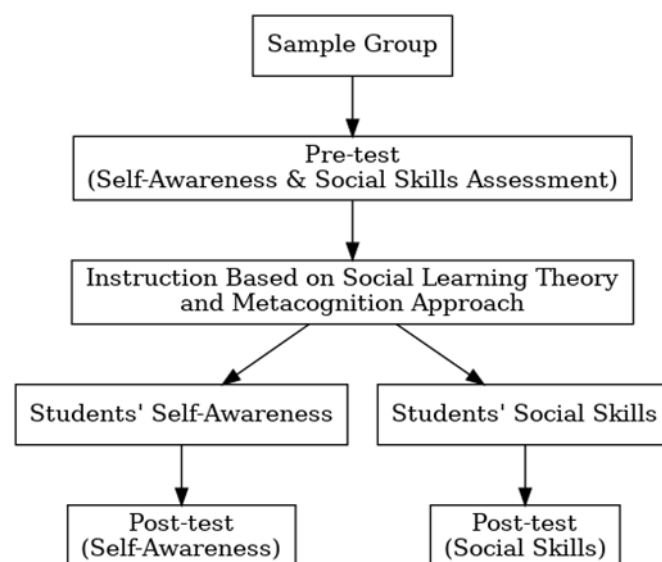 Sample Group
Pre-test
(Self-Awareness & Social Skills Assessment)
Instruction Based on Social Learning Theory
and Metacognition Approach
Students' Self-Awareness
Students' Social Skills
Post-test
(Self-Awareness)
Post-test
(Social Skills)